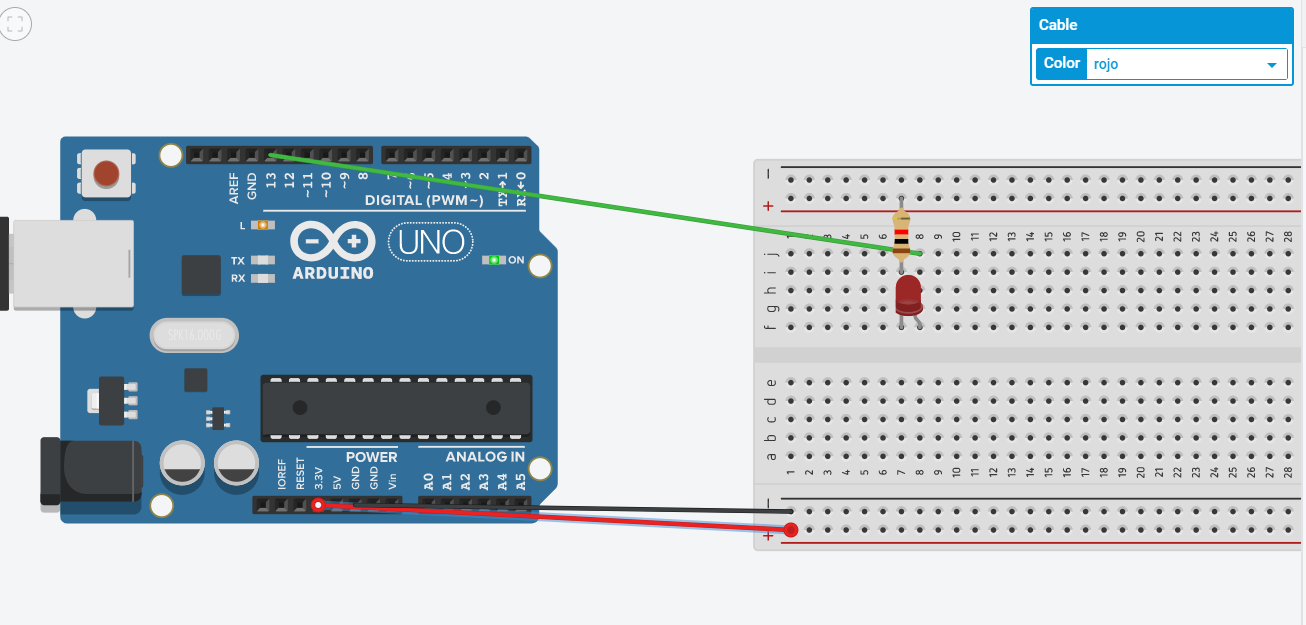 Cable
Color rojo
AREF GND 13 12 ~11 ~10 ~9 8 ~5 4 ~3 2 TX→1 RX←0
DIGITAL (PWM~)
L
TX
RX
ARDUINO
UNO
ON
SPK16.000G
POWER
ANALOG IN
IOREF RESET 3.3V 5V GND GND Vin
A0 A1 A2 A3 A4 A5
−
+
1 3 4 5 6 8 9 10 11 12 13 14 15 16 17 18 19 20 21 22 23 24 25 26 27 28
j
i
h
g
f
e
d
c
b
a
1 2 3 4 5 6 7 8 9 10 11 12 13 14 15 16 17 18 19 20 21 22 23 24 25 26 27 28
−
+